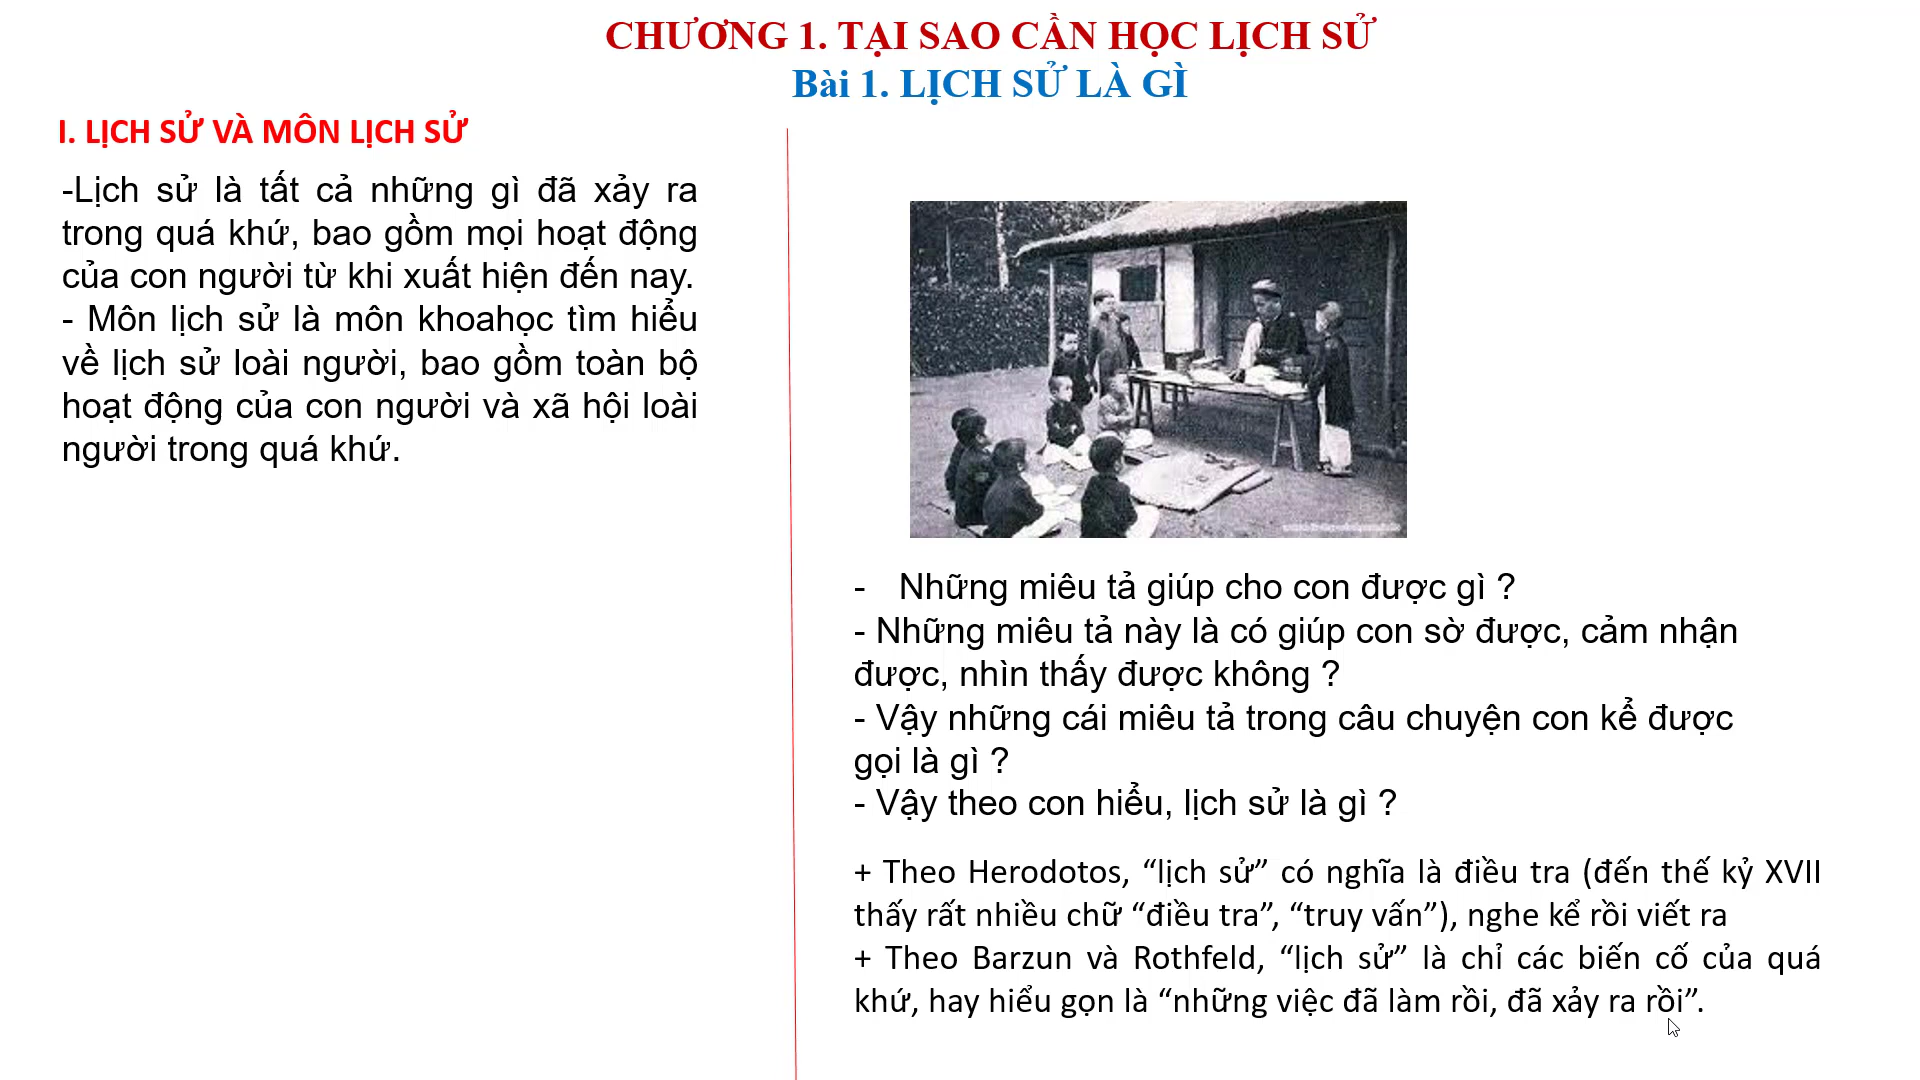 CHƯƠNG 1. TẠI SAO CẦN HỌC LỊCH SỬ
Bài 1. LỊCH SỬ LÀ GÌ
I. LỊCH SỬ VÀ MÔN LỊCH SỬ
-Lịch sử là tất cả những gì đã xảy ra
trong quá khứ, bao gồm mọi hoạt động
của con người từ khi xuất hiện đến nay.
- Môn lịch sử là môn khoahọc tìm hiểu
về lịch sử loài người, bao gồm toàn bộ
hoạt động của con người và xã hội loài
người trong quá khứ.
- Những miêu tả giúp cho con được gì ?
- Những miêu tả này là có giúp con sờ được, cảm nhận
được, nhìn thấy được không ?
- Vậy những cái miêu tả trong câu chuyện con kể được
gọi là gì ?
- Vậy theo con hiểu, lịch sử là gì ?
+ Theo Herodotos, “lịch sử” có nghĩa là điều tra (đến thế kỷ XVII
thấy rất nhiều chữ “điều tra”, “truy vấn”), nghe kể rồi viết ra
+ Theo Barzun và Rothfeld, “lịch sử” là chỉ các biến cố của quá
khứ, hay hiểu gọn là “những việc đã làm rồi, đã xảy ra rồi”.